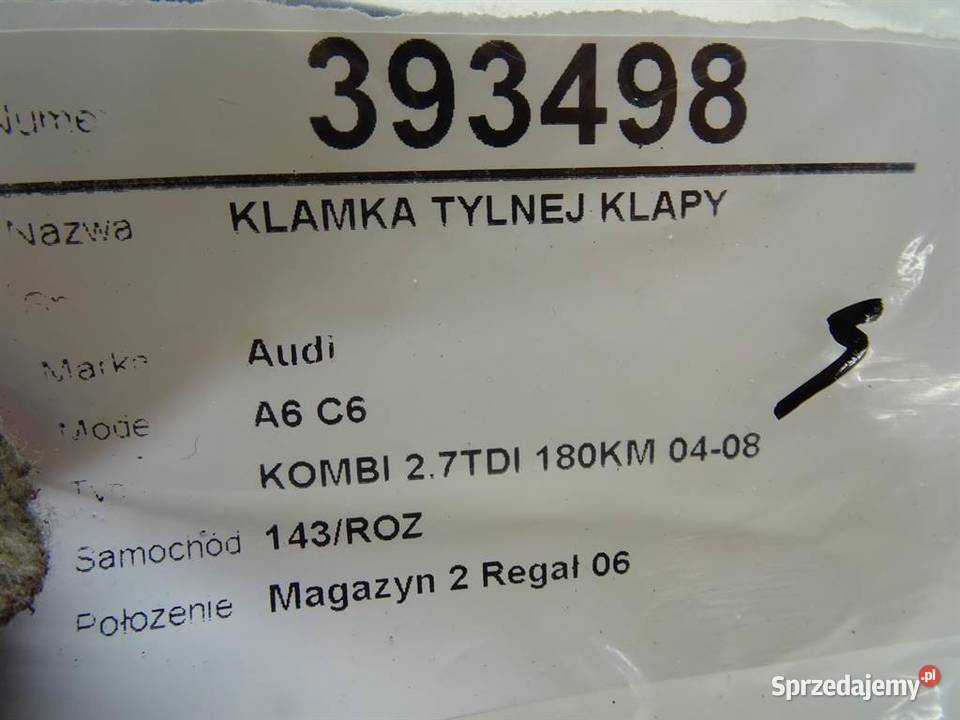 393498
Nazwa KLAMKA TYLNEJ KLAPY
Marka Audi
A6 C6
KOMBI 2.7TDI 180KM 04-08
Samochód 143/ROZ
Położenie Magazyn 2 Regał 06
Sprzedajemy.pl